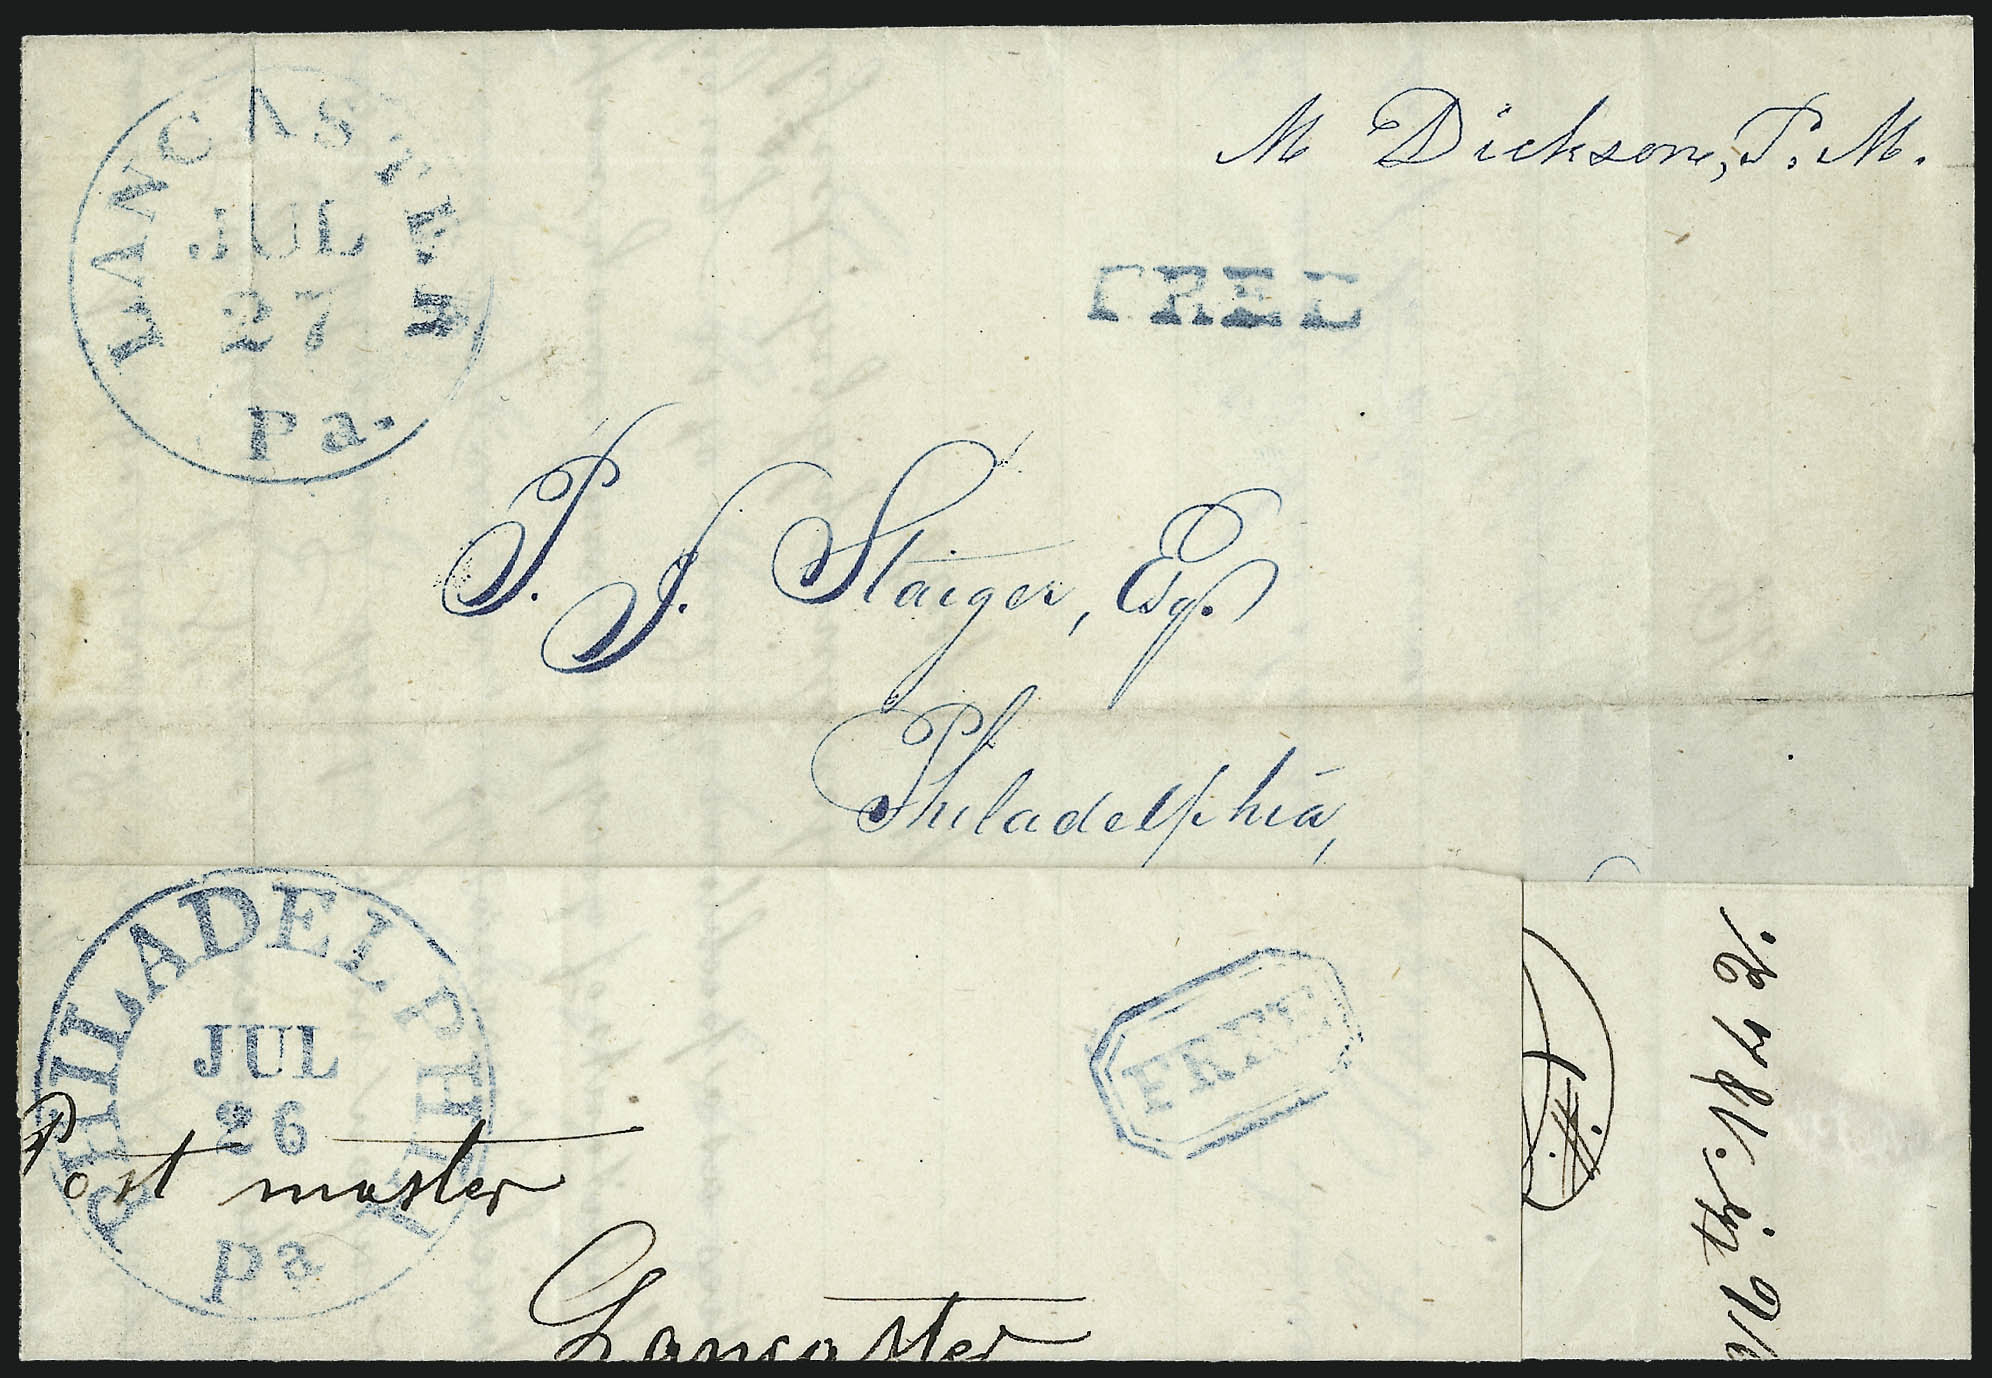 LANCASTER
JUL
27
Pa.
M Dickson, P. M.
FREE
P. J. Staiger, Esq.
Philadelphia,
PHILADELPHIA
JUL
26
Pa
FREE
Post master
Lancaster